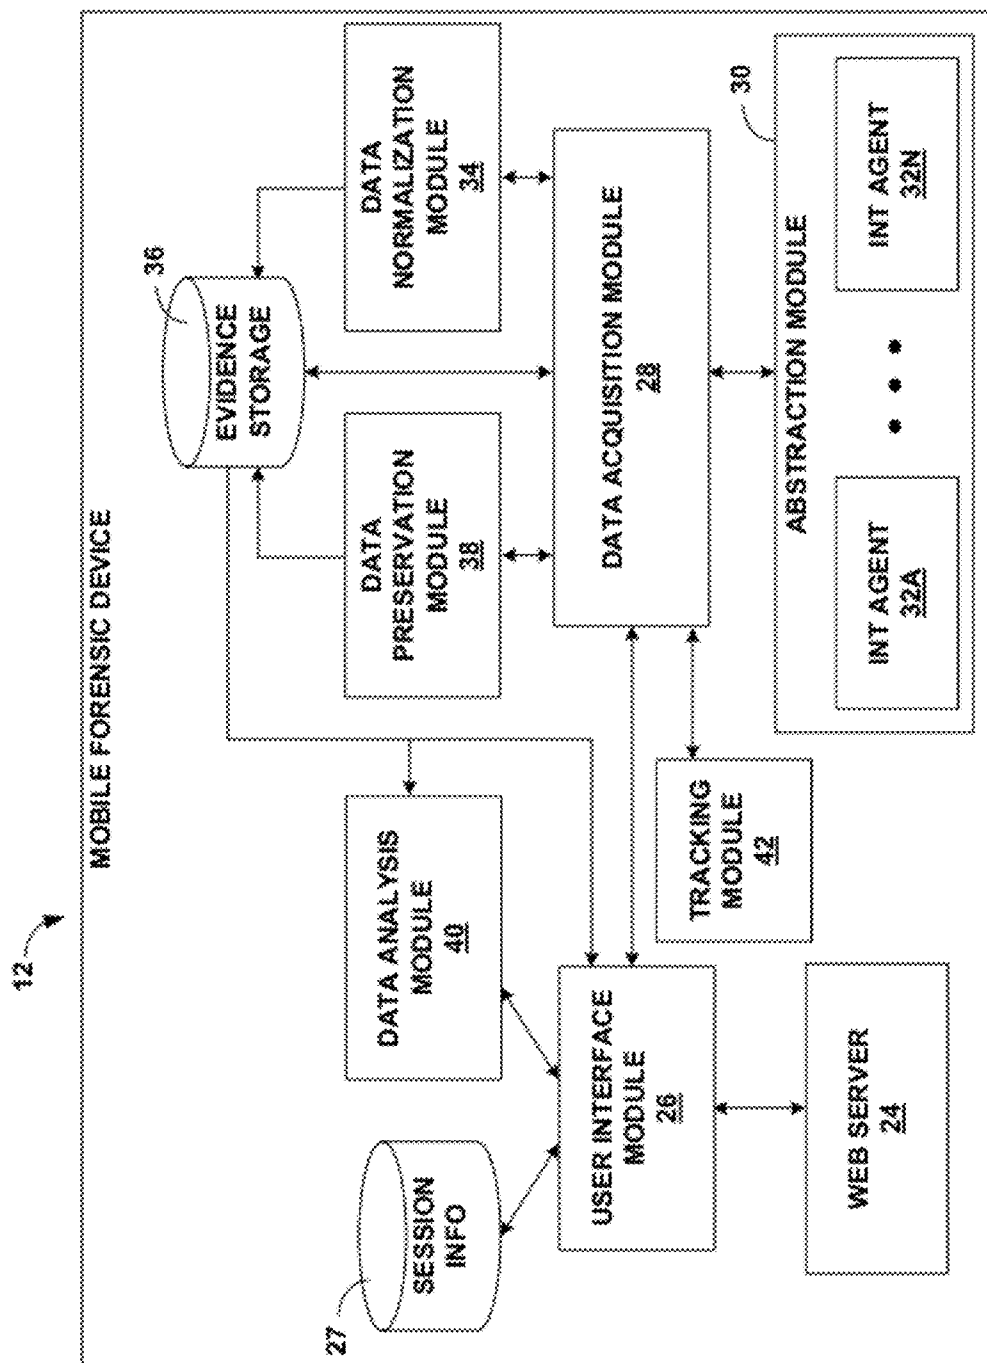 12
MOBILE FORENSIC DEVICE
27
SESSION
INFO
DATA ANALYSIS
MODULE
40
36
EVIDENCE
STORAGE
DATA
PRESERVATION
MODULE
38
DATA
NORMALIZATION
MODULE
34
USER INTERFACE
MODULE
26
TRACKING
MODULE
42
DATA ACQUISITION MODULE
28
WEB SERVER
24
30
ABSTRACTION MODULE
INT AGENT
32A
INT AGENT
32N